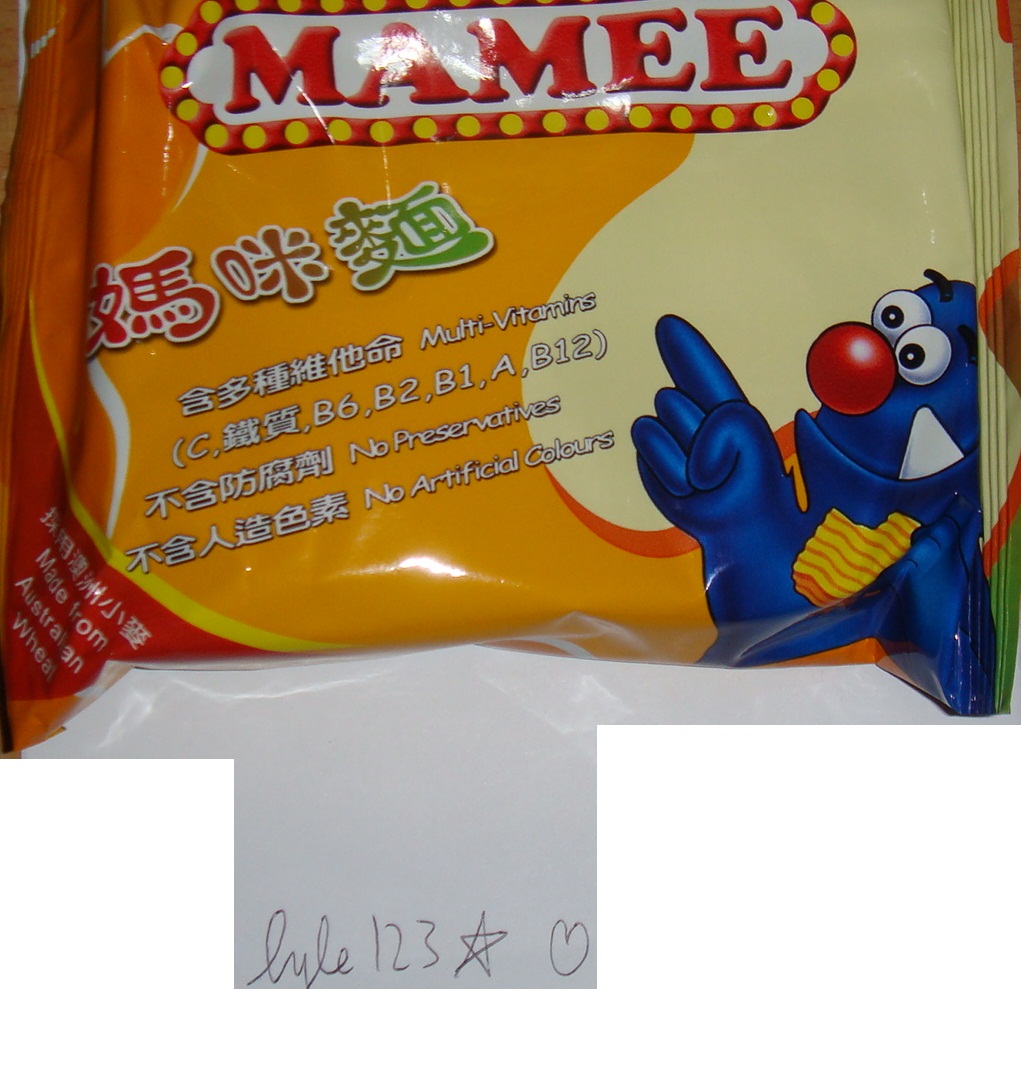 MAMEE
媽咪麵
含多種維他命 Multi-Vitamins
(C,鐵質,B6,B2,B1,A,B12)
不含防腐劑 No Preservatives
不含人造色素 No Artificial Colours
採用澳洲小麥
Made from
Australian
Wheat
lyle123